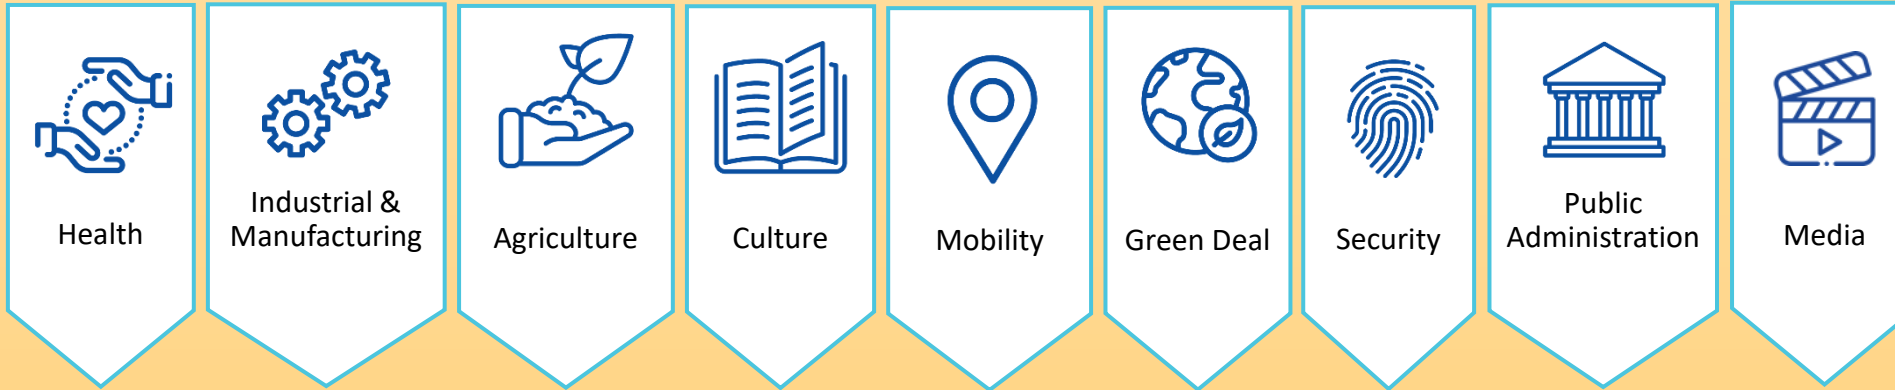 Health
Industrial &
Manufacturing
Agriculture
Culture
Mobility
Green Deal
Security
Public
Administration
Media